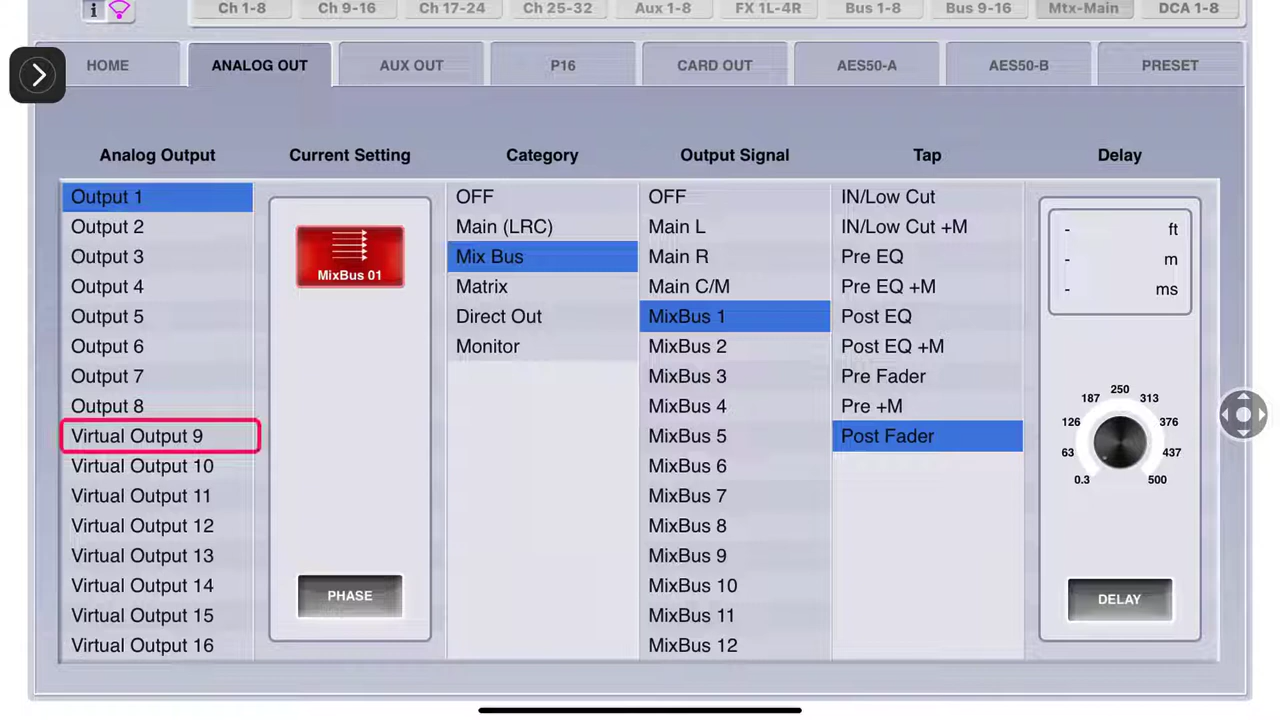 i
Ch 1-8
Ch 9-16
Ch 17-24
Ch 25-32
Aux 1-8
FX 1L-4R
Bus 1-8
Bus 9-16
Mtx-Main
DCA 1-8
HOME
ANALOG OUT
AUX OUT
P16
CARD OUT
AES50-A
AES50-B
PRESET
Analog Output
Output 1
Output 2
Output 3
Output 4
Output 5
Output 6
Output 7
Output 8
Virtual Output 9
Virtual Output 10
Virtual Output 11
Virtual Output 12
Virtual Output 13
Virtual Output 14
Virtual Output 15
Virtual Output 16
Current Setting
MixBus 01
PHASE
Category
OFF
Main (LRC)
Mix Bus
Matrix
Direct Out
Monitor
Output Signal
OFF
Main L
Main R
Main C/M
MixBus 1
MixBus 2
MixBus 3
MixBus 4
MixBus 5
MixBus 6
MixBus 7
MixBus 8
MixBus 9
MixBus 10
MixBus 11
MixBus 12
Tap
IN/Low Cut
IN/Low Cut +M
Pre EQ
Pre EQ +M
Post EQ
Post EQ +M
Pre Fader
Pre +M
Post Fader
Delay
- ft
- m
- ms
250
187 313
126 376
63 437
0.3 500
DELAY